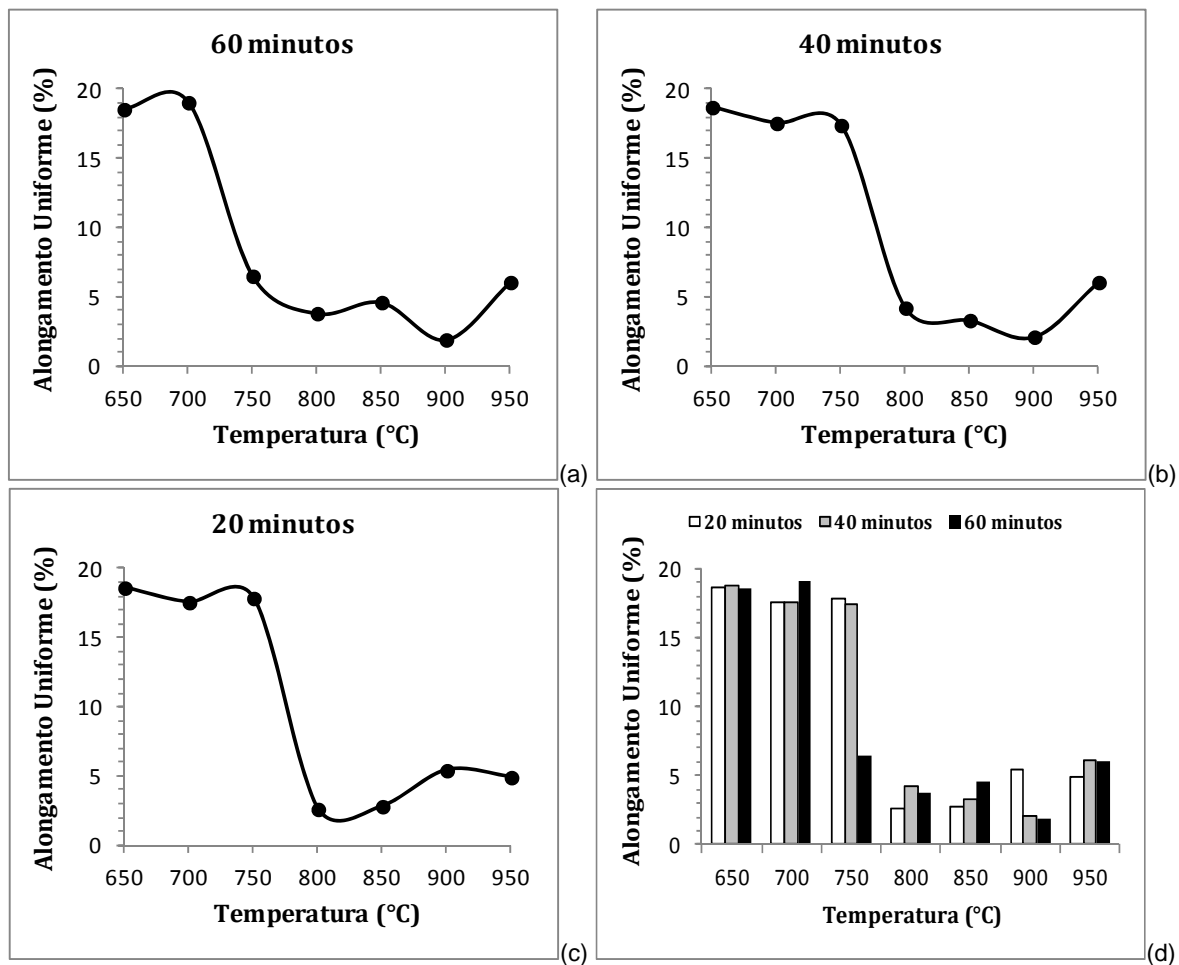 60 minutos
Alongamento Uniforme (%)
20
15
10
5
0
650 700 750 800 850 900 950
Temperatura (°C)
(a)
40 minutos
Alongamento Uniforme (%)
20
15
10
5
0
650 700 750 800 850 900 950
Temperatura (°C)
(b)
20 minutos
Alongamento Uniforme (%)
20
15
10
5
0
650 700 750 800 850 900 950
Temperatura (°C)
(c)
20 minutos 40 minutos 60 minutos
Alongamento Uniforme (%)
20
15
10
5
0
650 700 750 800 850 900 950
Temperatura (°C)
(d)